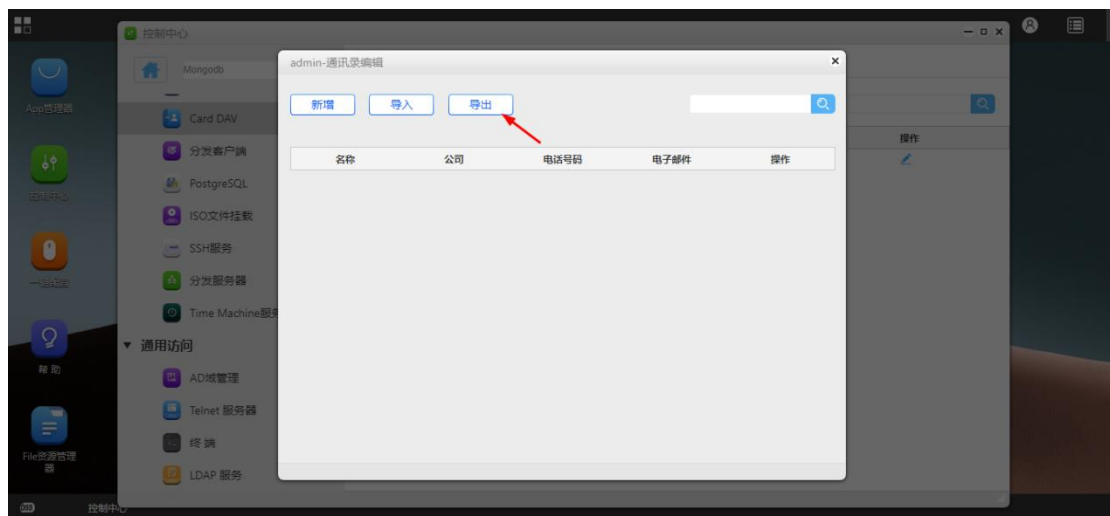 控制中心
Mongodb
admin-通讯录编辑
新增
导入
导出
名称
公司
电话号码
电子邮件
操作
操作
App管理器
Card DAV
分发客户端
PostgreSQL
ISO文件挂载
SSH服务
分发服务器
Time Machine服务
通用访问
AD域管理
Telnet 服务器
终 端
LDAP 服务
控制中心
帮 助
File资源管理
器
控制中心